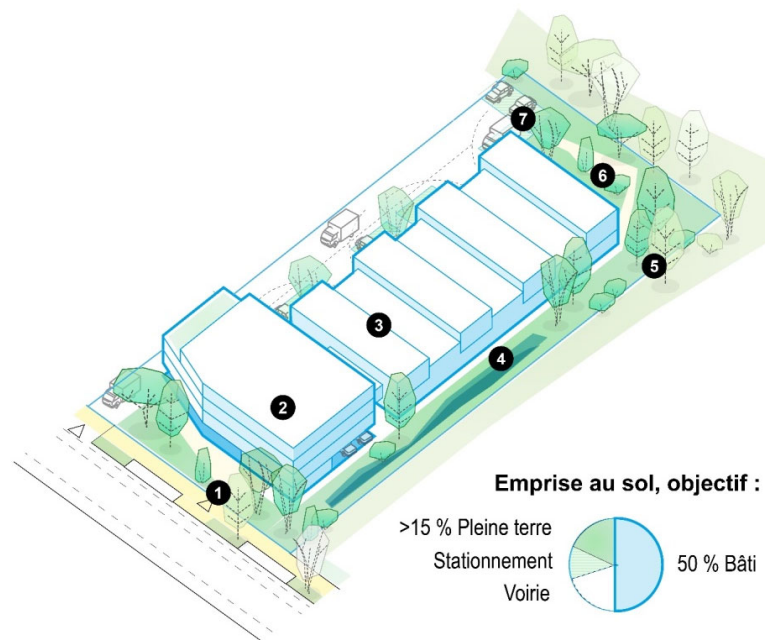 7
6
5
3
4
2
1
Emprise au sol, objectif :
>15 % Pleine terre
Stationnement
50 % Bâti
Voirie